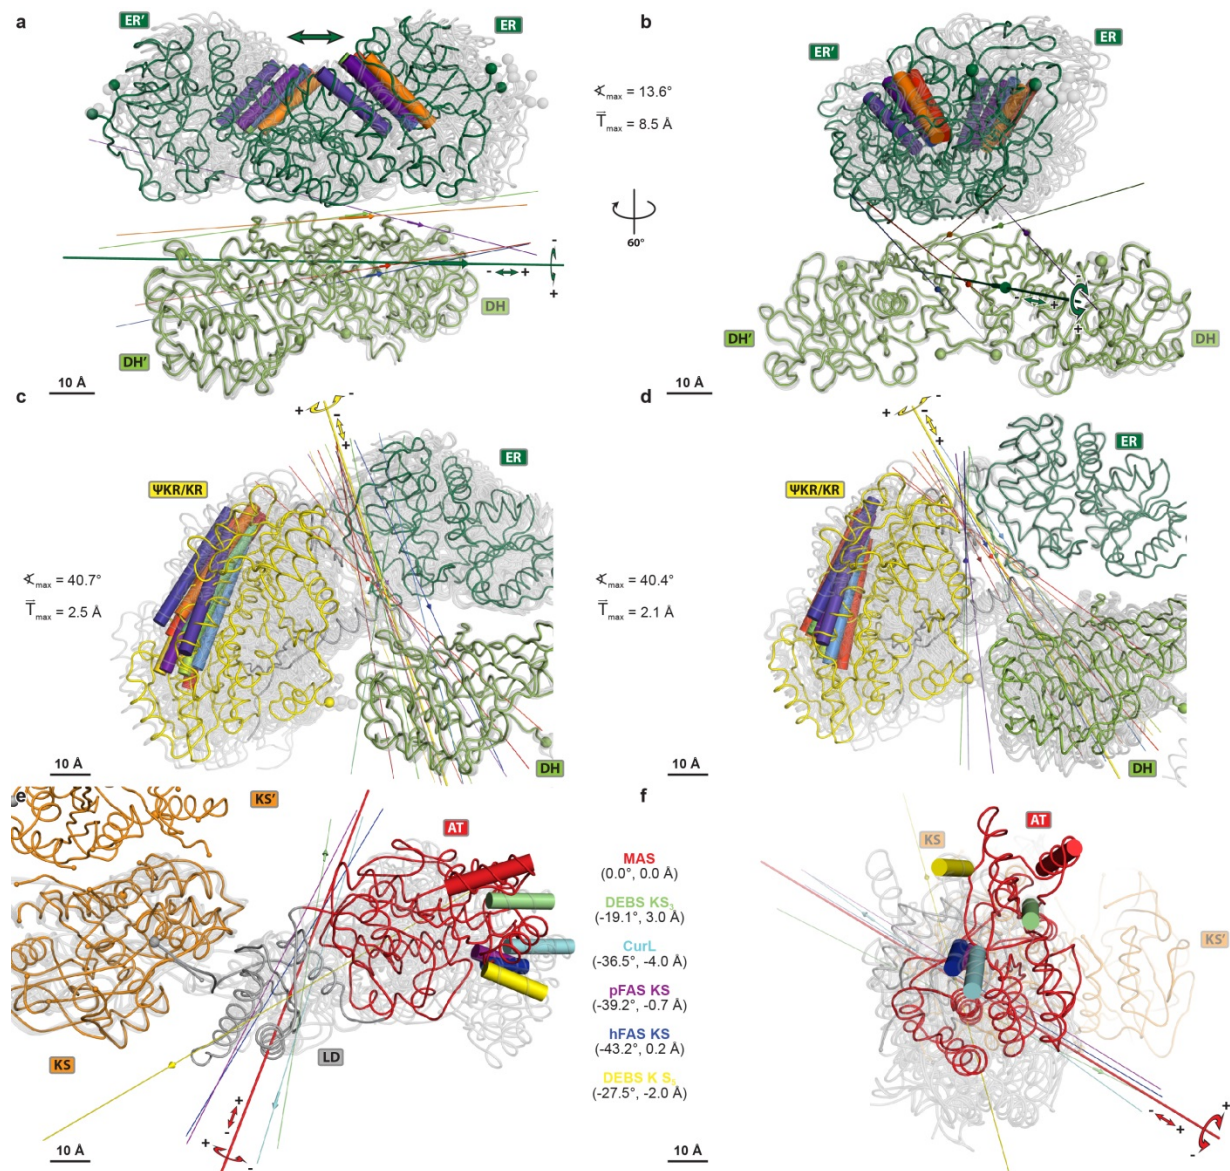 a
ER'
ER
DH
DH'
-
+
- +
10 Å
b
∢max = 13.6°
T⃗max = 8.5 Å
60°
ER'
ER
DH'
DH
-
- +
+
10 Å
c
∢max = 40.7°
T⃗max = 2.5 Å
ΨKR/KR
ER
DH
+ -
-
+
10 Å
d
∢max = 40.4°
T⃗max = 2.1 Å
ΨKR/KR
ER
DH
+ -
-
+
10 Å
e
KS'
AT
KS
LD
+
-
+ -
10 Å
MAS
(0.0°, 0.0 Å)
DEBS KS3
(-19.1°, 3.0 Å)
CurL
(-36.5°, -4.0 Å)
pFAS KS
(-39.2°, -0.7 Å)
hFAS KS
(-43.2°, 0.2 Å)
DEBS K S5
(-27.5°, -2.0 Å)
f
KS
AT
KS'
- +
+
-
10 Å